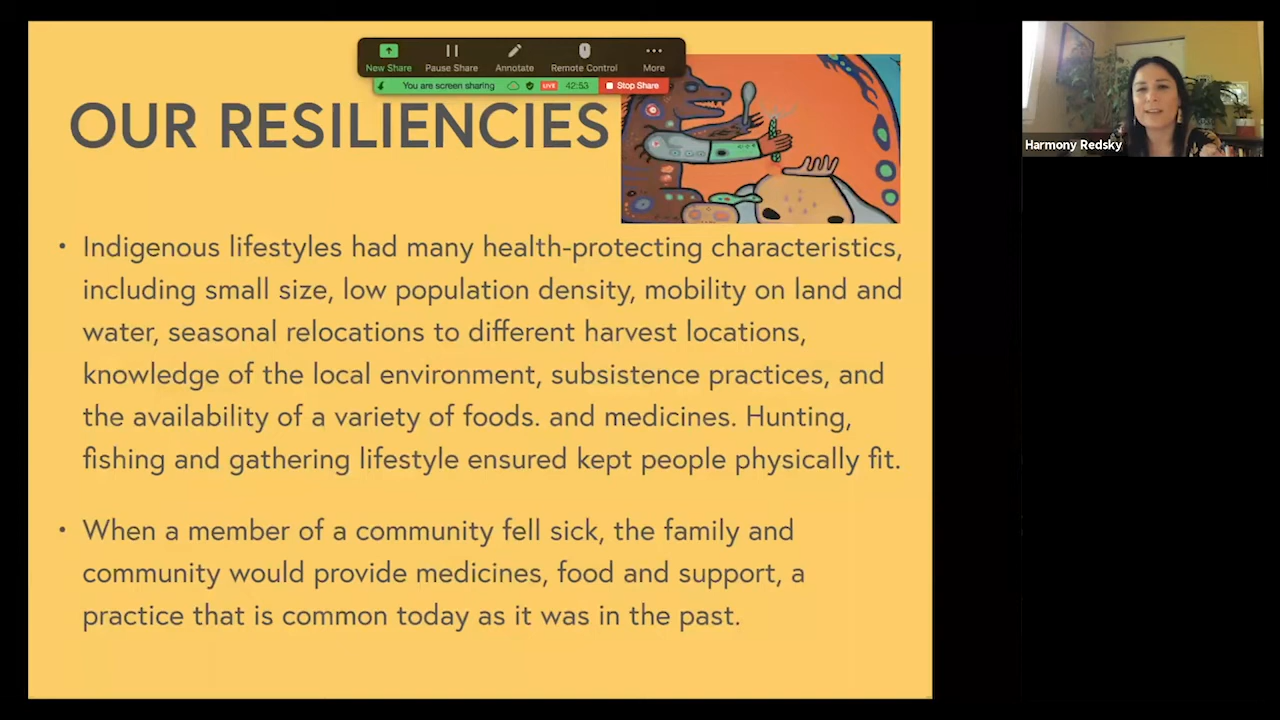 New Share
Pause Share
Annotate
Remote Control
More
You are screen sharing
LIVE
42:53
Stop Share
Harmony Redsky
OUR RESILIENCIES
• Indigenous lifestyles had many health-protecting characteristics,
including small size, low population density, mobility on land and
water, seasonal relocations to different harvest locations,
knowledge of the local environment, subsistence practices, and
the availability of a variety of foods. and medicines. Hunting,
fishing and gathering lifestyle ensured kept people physically fit.
• When a member of a community fell sick, the family and
community would provide medicines, food and support, a
practice that is common today as it was in the past.